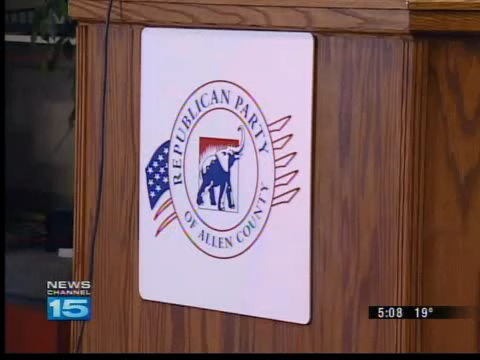 REPUBLICAN PARTY
OF ALLEN COUNTY
NEWS
CHANNEL
15
5:08 19°